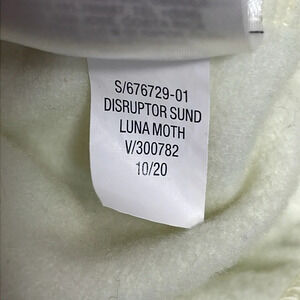 S/676729-01
DISRUPTOR SUND
LUNA MOTH
V/300782
10/20